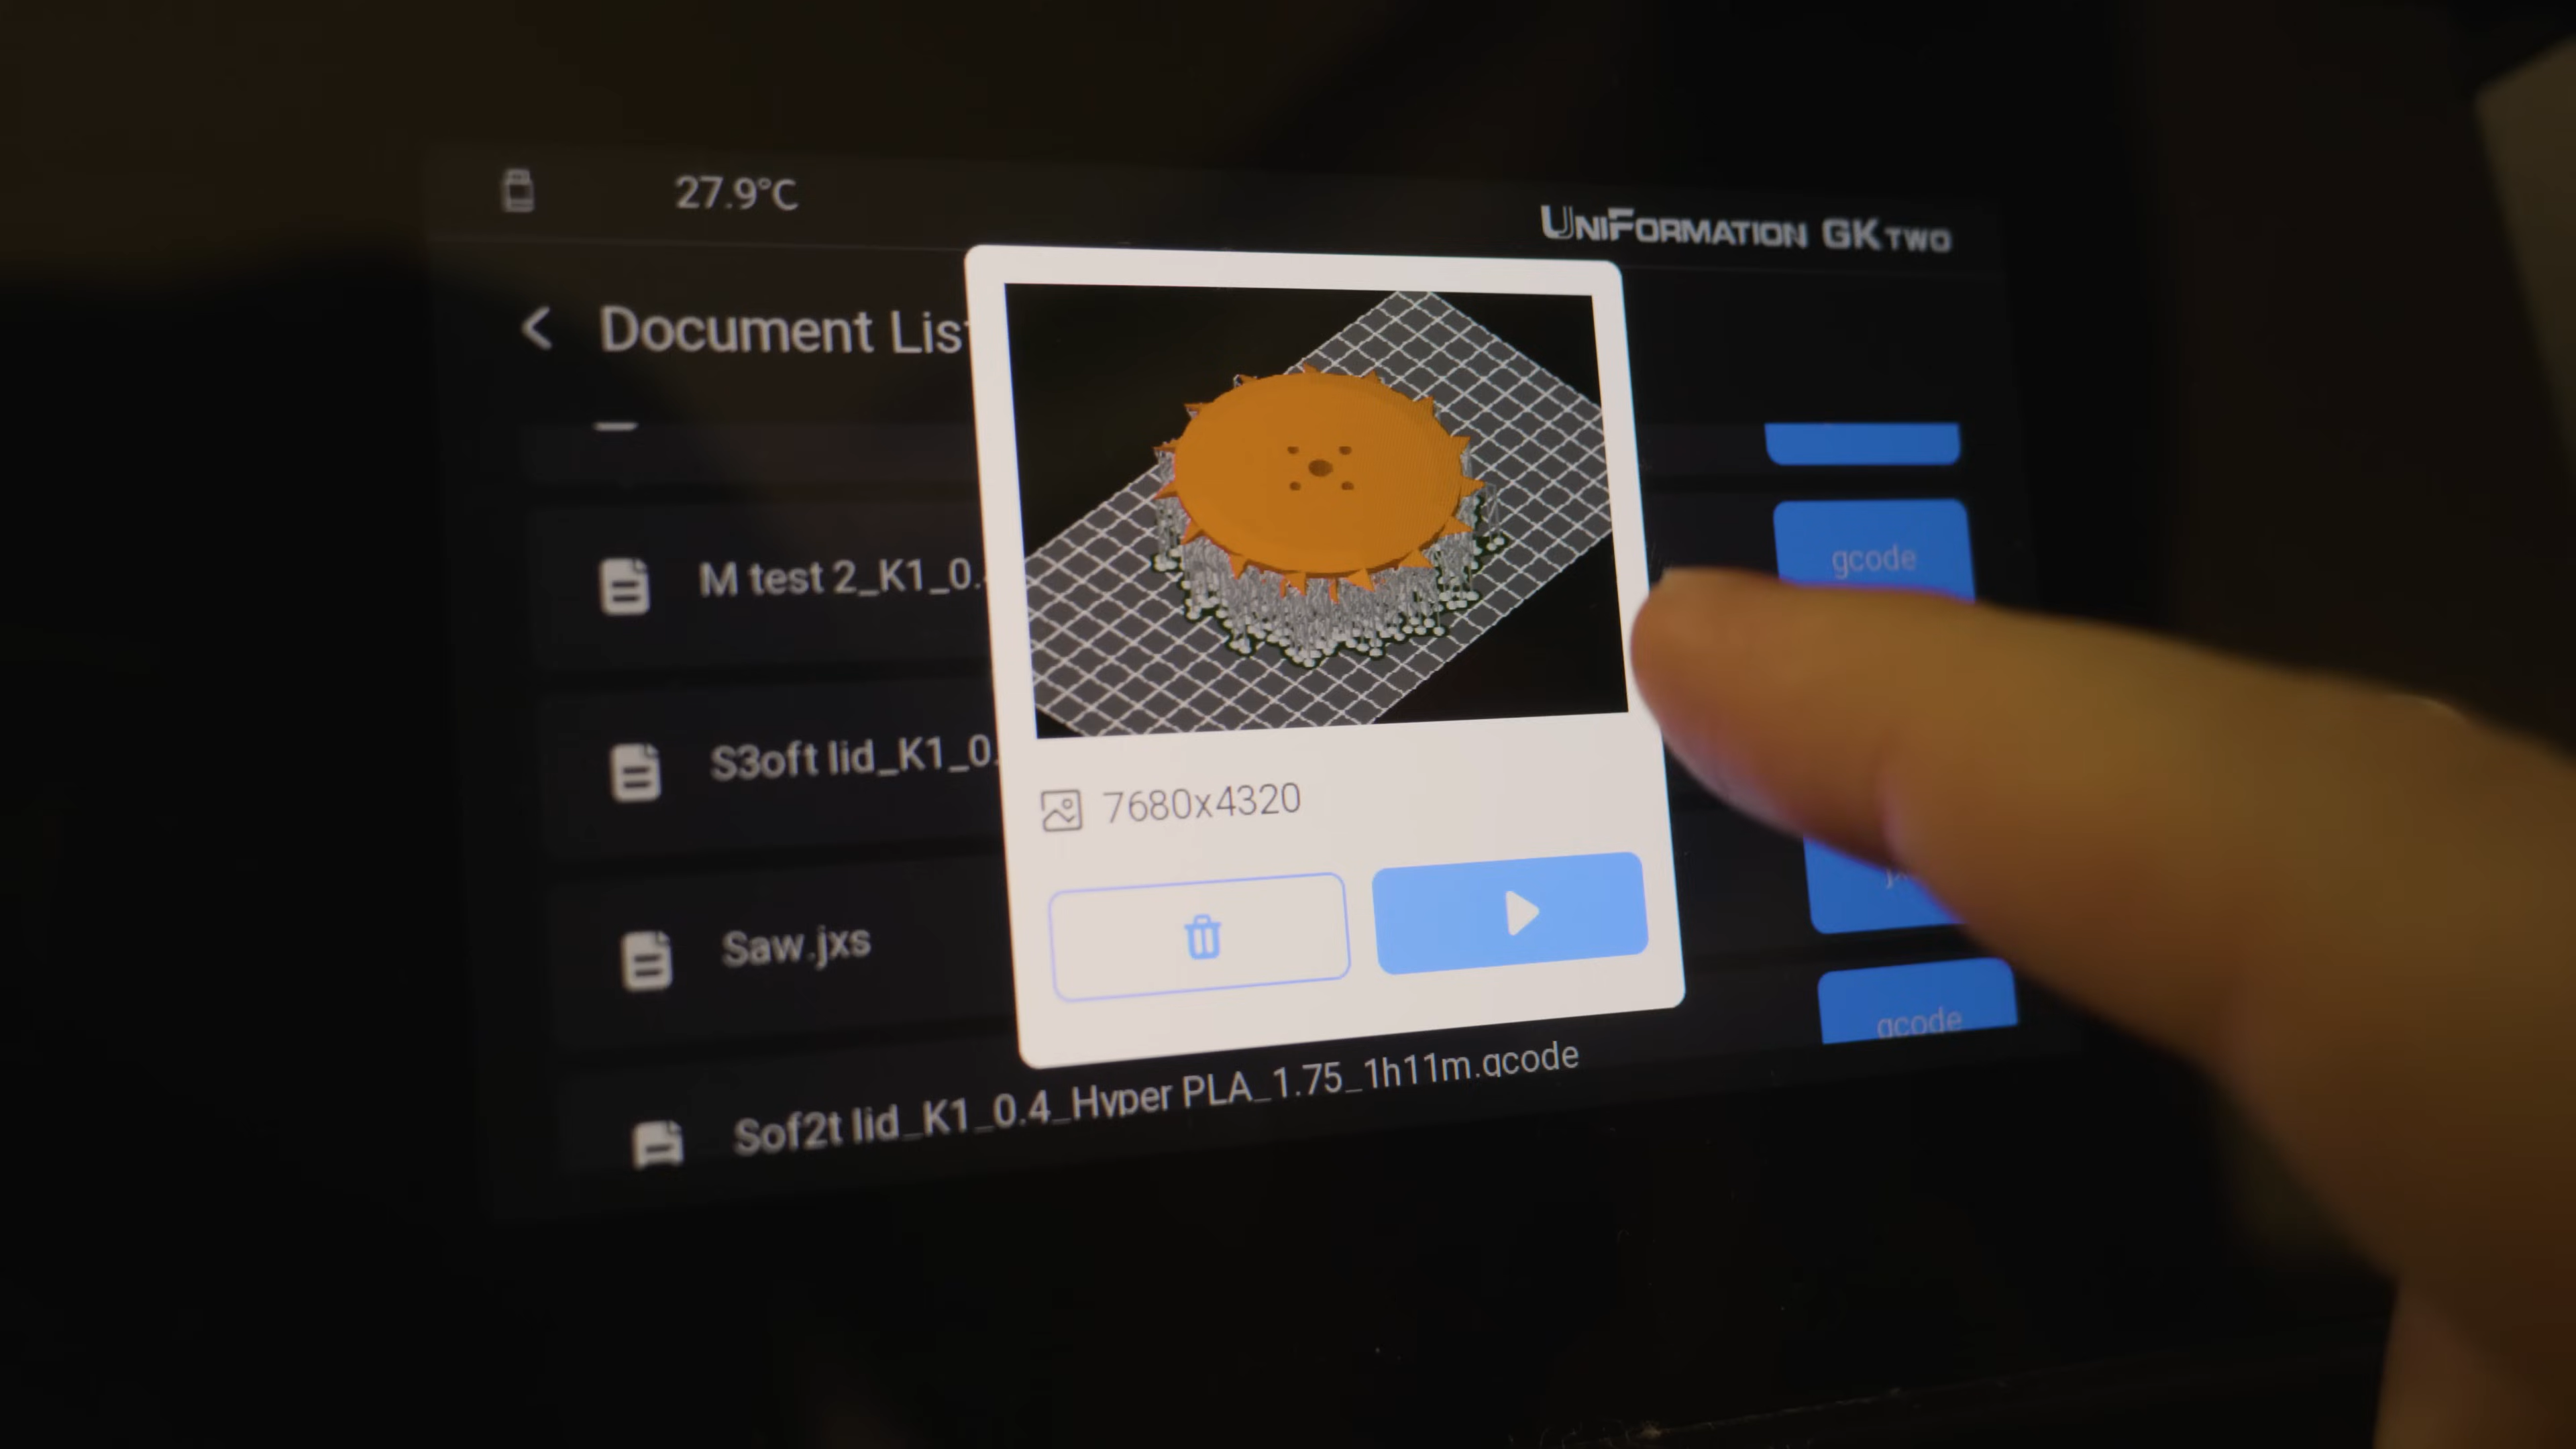 27.9°C
UNIFORMATION GKTWO
Document Lis
gcode
M test 2_K1_0.
S3oft lid_K1_0.
7680x4320
Saw.jxs
gcode
Sof2t lid_K1_0.4_Hyper PLA_1.75_1h11m.gcode